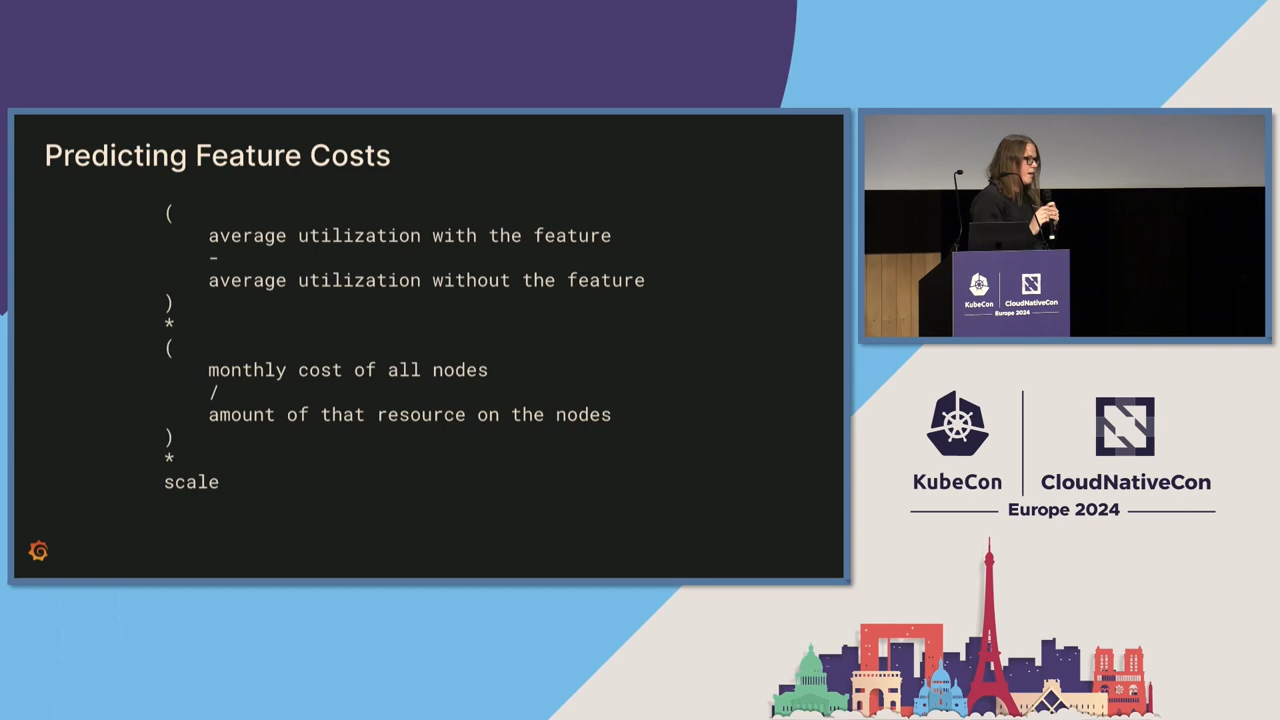 Predicting Feature Costs
(
average utilization with the feature
-
average utilization without the feature
)
*
(
monthly cost of all nodes
/
amount of that resource on the nodes
)
*
scale
KubeCon
CloudNativeCon
Europe 2024
KubeCon
CloudNativeCon
Europe 2024